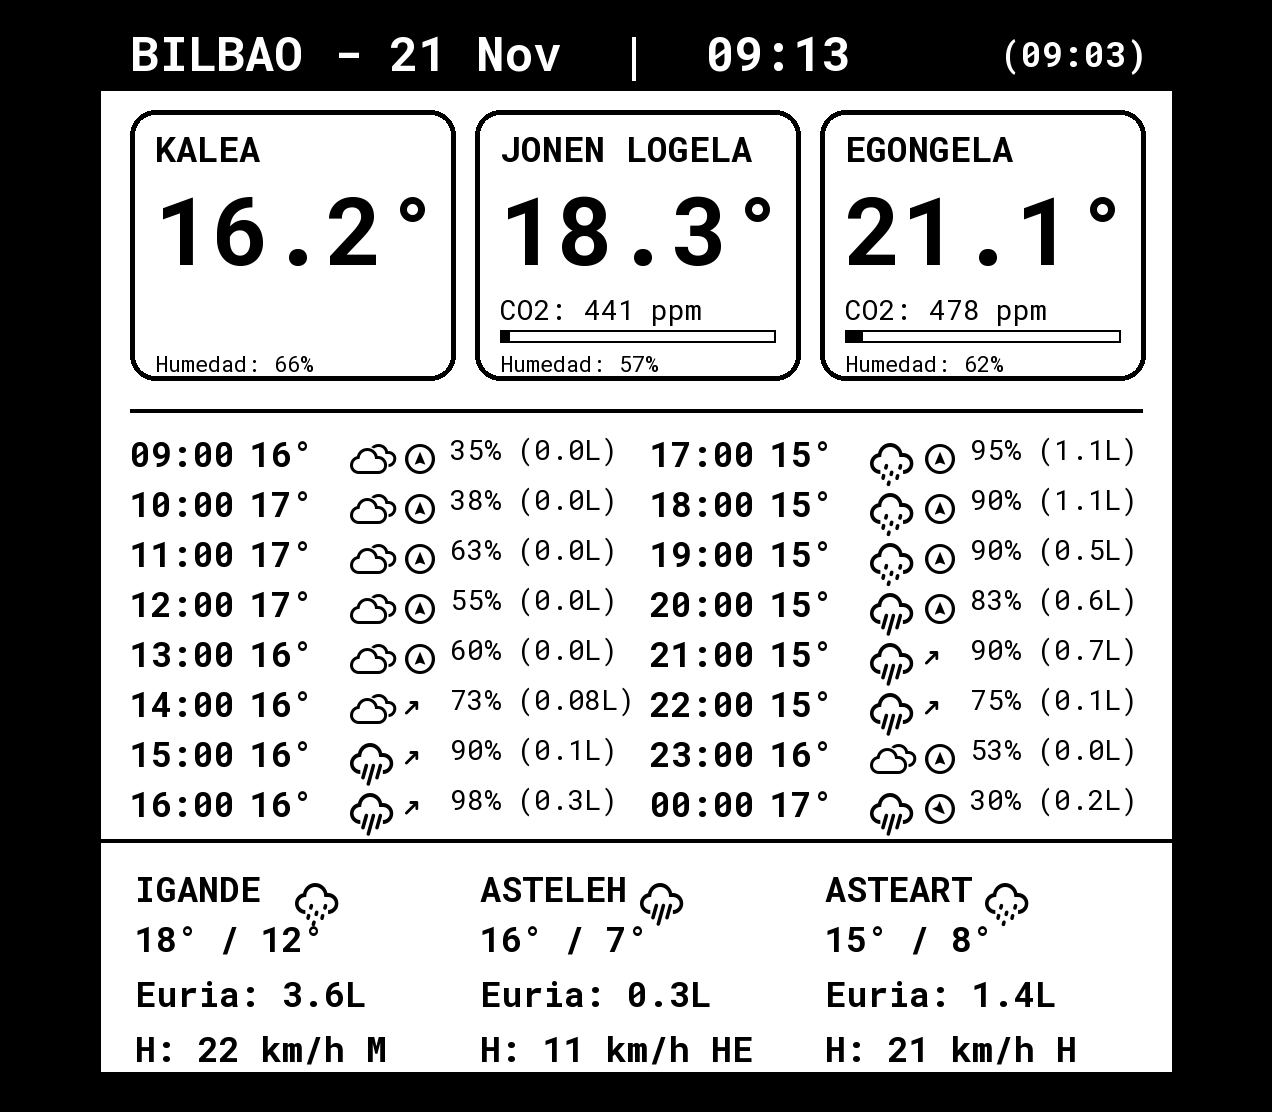 BILBAO - 21 Nov | 09:13 (09:03)
KALEA
16.2°
Humedad: 66%
JONEN LOGELA
18.3°
CO2: 441 ppm
Humedad: 57%
EGONGELA
21.1°
CO2: 478 ppm
Humedad: 62%
09:00 16° 35% (0.0L)
10:00 17° 38% (0.0L)
11:00 17° 63% (0.0L)
12:00 17° 55% (0.0L)
13:00 16° 60% (0.0L)
14:00 16° 73% (0.08L)
15:00 16° 90% (0.1L)
16:00 16° 98% (0.3L)
17:00 15° 95% (1.1L)
18:00 15° 90% (1.1L)
19:00 15° 90% (0.5L)
20:00 15° 83% (0.6L)
21:00 15° 90% (0.7L)
22:00 15° 75% (0.1L)
23:00 16° 53% (0.0L)
00:00 17° 30% (0.2L)
IGANDE
18° / 12°
Euria: 3.6L
H: 22 km/h M
ASTELEH
16° / 7°
Euria: 0.3L
H: 11 km/h HE
ASTEART
15° / 8°
Euria: 1.4L
H: 21 km/h H